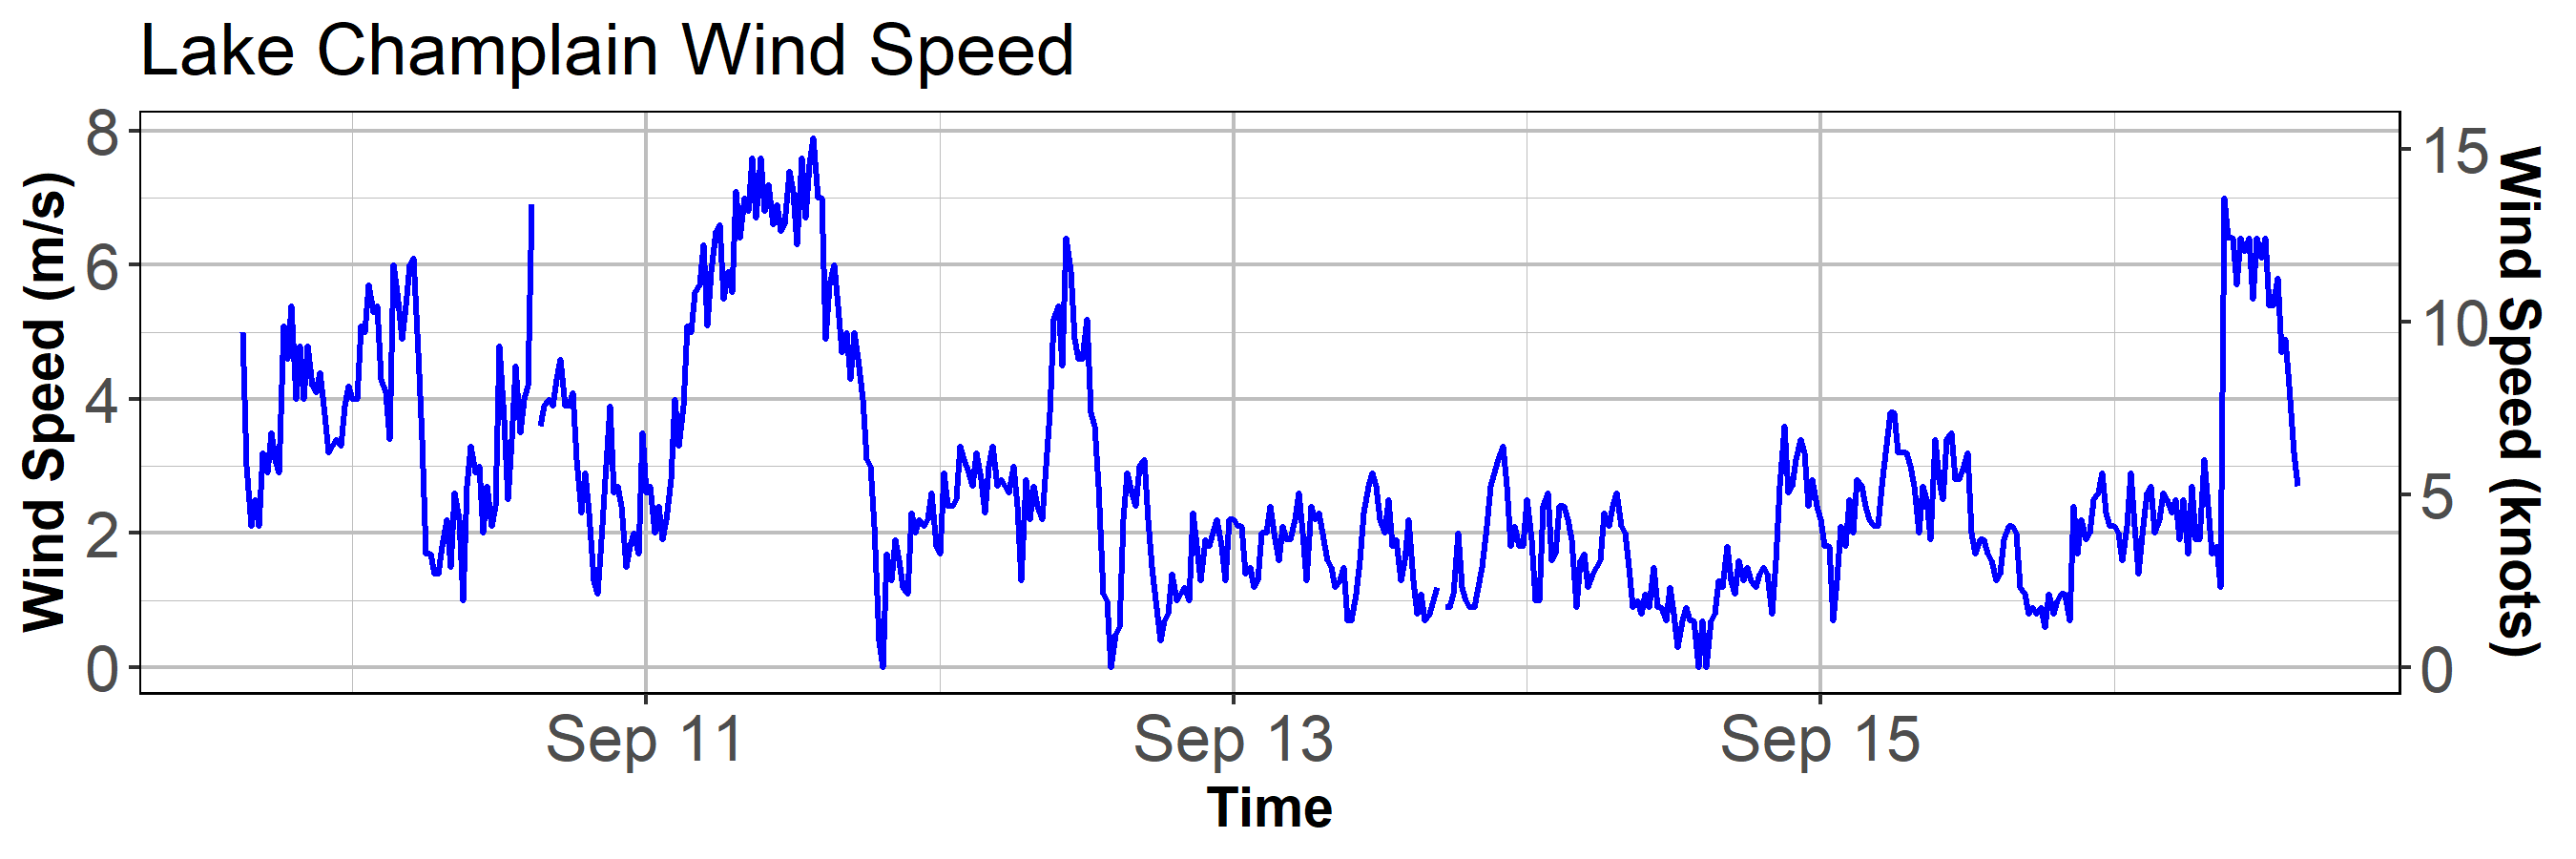 Lake Champlain Wind Speed
Wind Speed (m/s)
8
6
4
2
0
15
10
5
0
Wind Speed (knots)
Sep 11
Sep 13
Sep 15
Time